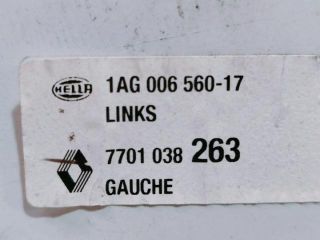 HELLA 1AG 006 560-17
LINKS
7701 038 263
GAUCHE